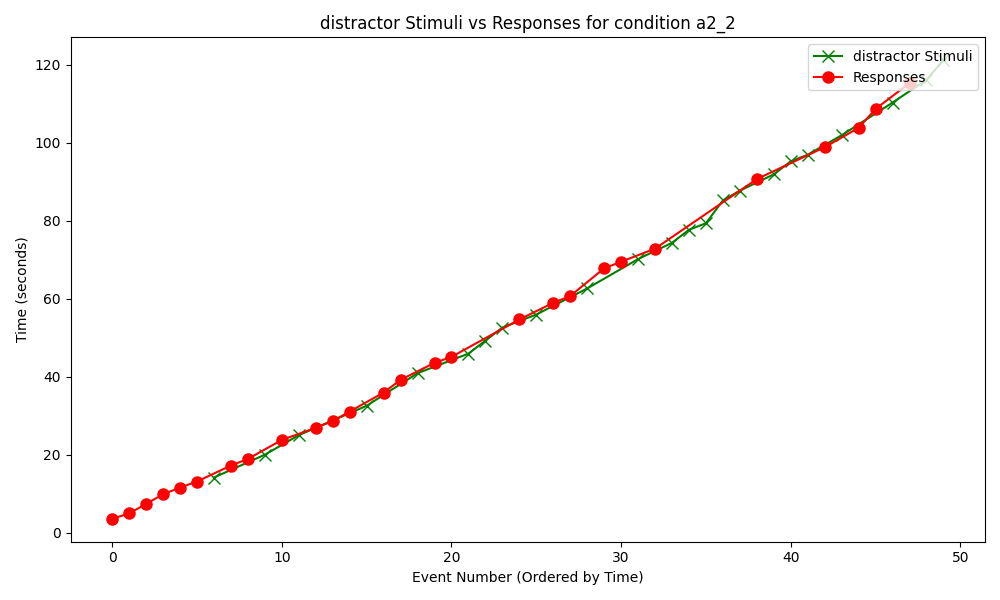 distractor Stimuli vs Responses for condition a2_2
distractor Stimuli
Responses
Time (seconds)
120
100
80
60
40
20
0
0 10 20 30 40 50
Event Number (Ordered by Time)